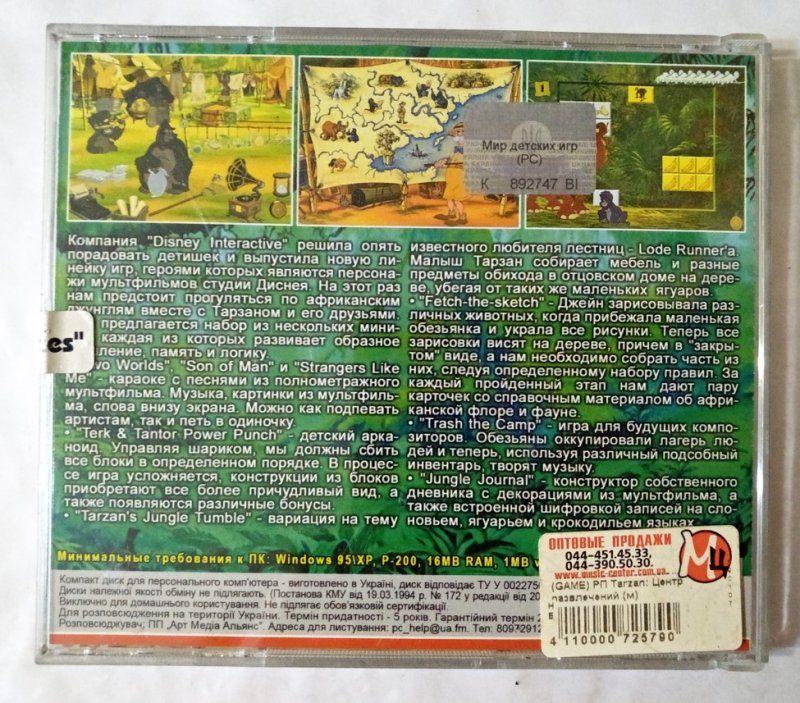 Мир детских игр
(PC)
К 892747 ВІ
1
Компания "Disney Interactive" решила опять
порадовать детишек и выпустила новую ли-
нейку игр, героями которых являются персона-
жи мультфильмов студии Диснея. На этот раз
нам предстоит прогуляться по африканским
джунглям вместе с Тарзаном и его друзьями.
предлагается набор из нескольких мини-
каждая из которых развивает образное
память и логику.
Worlds", "Son of Man" и "Strangers Like
Me" - караоке с песнями из полнометражного
мультфильма. Музыка, картинки из мультфиль-
ма, слова внизу экрана. Можно как подпевать
артистам, так и петь в одиночку.
• "Terk & Tantor Power Punch" - детский арка-
ноид. Управляя шариком, мы должны сбить
все блоки в определенном порядке. В процес-
се игра усложняется, конструкции из блоков
приобретают все более причудливый вид, а
также появляются различные бонусы.
• "Tarzan's Jungle Tumble" - вариация на тему
известного любителя лестниц - Lode Runner'а.
Малыш Тарзан собирает мебель и разные
предметы обихода в отцовском доме на дере-
ве, убегая от таких же маленьких ягуаров.
• "Fetch-the-sketch" - Джейн зарисовывала раз-
личных животных, когда прибежала маленькая
обезьянка и украла все рисунки. Теперь все
зарисовки висят на дереве, причем в "закры-
том" виде, а нам необходимо собрать часть из
них, следуя определенному набору правил. За
каждый пройденный этап нам дают пару
карточек со справочным материалом об афри-
канской флоре и фауне.
• "Trash the Camp" - игра для будущих компо-
зиторов. Обезьяны оккупировали лагерь лю-
дей и теперь, используя различный подсобный
инвентарь, творят музыку.
• "Jungle Journal" - конструктор собственного
дневника с декорациями из мультфильма, а
также встроенной шифровкой записей на сло-
новьем, ягуарьем и крокодильем языках.
es"
Минимальные требования к ПК: Windows 95\XP, P-200, 16MB RAM, 1MB
Компакт диск для персонального комп'ютера - виготовлено в Україні, диск відповідає ТУ У
Диски належної якості обміну не підлягають. (Постанова КМУ від 19.03.1994 р. № 172 у редакції від
Виключно для домашнього користування. Не підлягає обов'язковій сертифікації.
Для розповсюдження на території України. Термін придатності - 5 років. Гарантійний термін
Розповсюджувач: ПП „Арт Медіа Альянс". Адреса для листування: pc_help@ua.fm. Тел:
ОПТОВЫЕ ПРОДАЖИ
044-451.45.33,
044-390.50.30.
www.music-center.com.ua
МЦ
(GAME) РП Tarzan: Центр
развлечений (м)
4 110000 725790